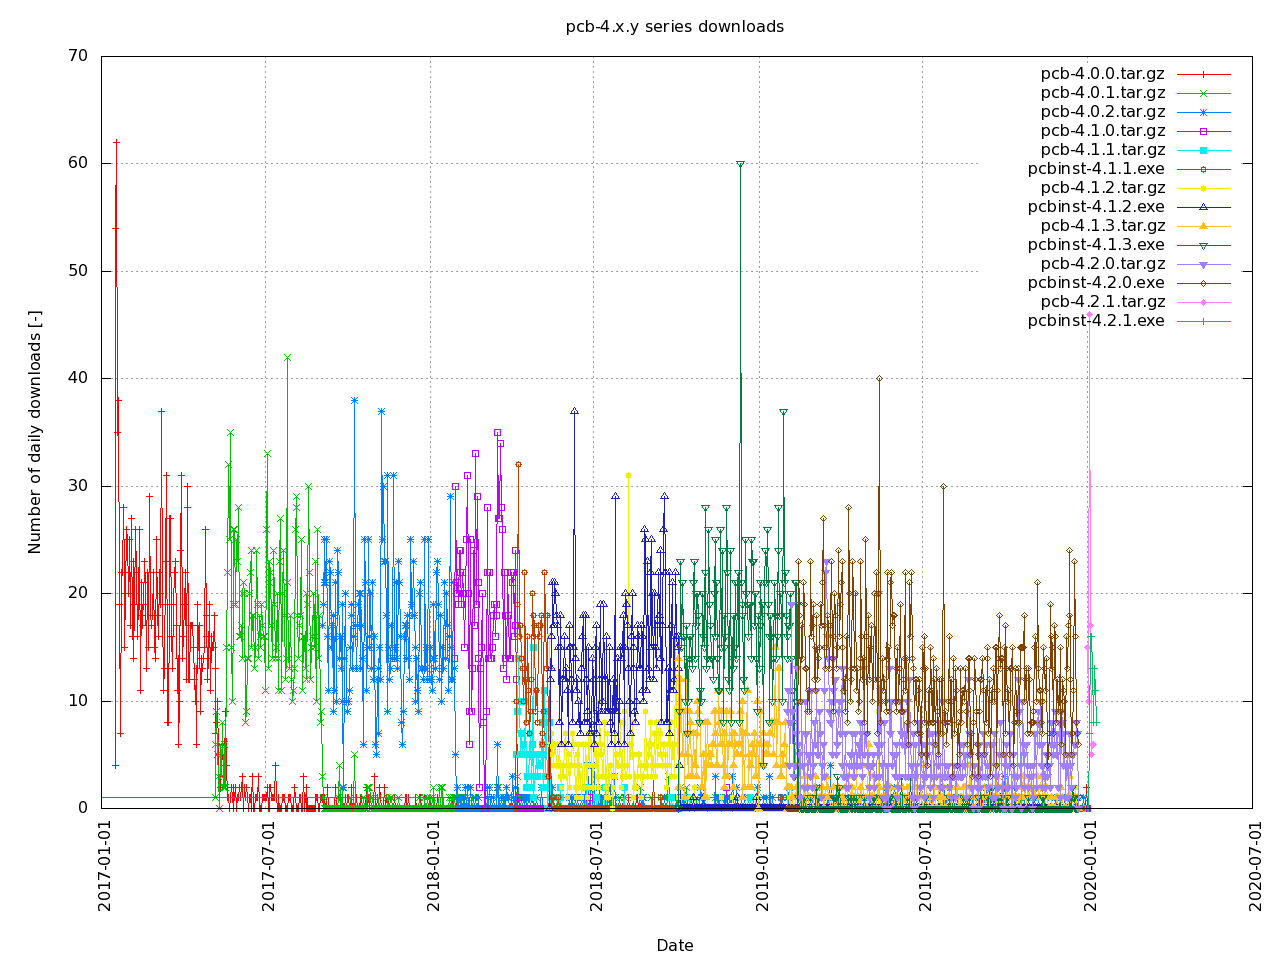 pcb-4.x.y series downloads
70
60
50
40
30
20
10
0
Number of daily downloads [-]
pcb-4.0.0.tar.gz
pcb-4.0.1.tar.gz
pcb-4.0.2.tar.gz
pcb-4.1.0.tar.gz
pcb-4.1.1.tar.gz
pcbinst-4.1.1.exe
pcb-4.1.2.tar.gz
pcbinst-4.1.2.exe
pcb-4.1.3.tar.gz
pcbinst-4.1.3.exe
pcb-4.2.0.tar.gz
pcbinst-4.2.0.exe
pcb-4.2.1.tar.gz
pcbinst-4.2.1.exe
2017-01-01
2017-07-01
2018-01-01
2018-07-01
2019-01-01
2019-07-01
2020-01-01
2020-07-01
Date